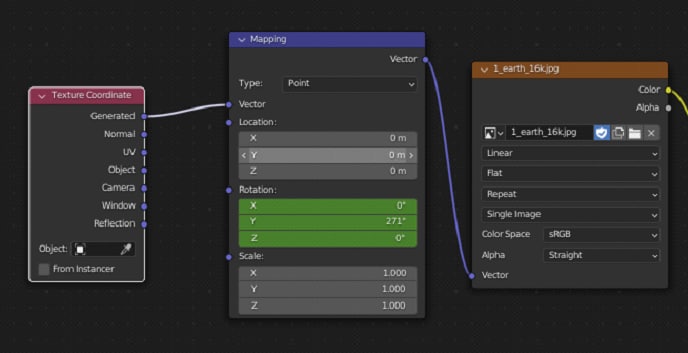 Texture Coordinate
Generated
Normal
UV
Object
Camera
Window
Reflection
Object:
From Instancer
Mapping
Vector
Type: Point
Vector
Location:
X 0 m
Y 0 m
Z 0 m
Rotation:
X 0°
Y 271°
Z 0°
Scale:
X 1.000
Y 1.000
Z 1.000
1_earth_16k.jpg
Color
Alpha
1_earth_16k.jpg
Linear
Flat
Repeat
Single Image
Color Space sRGB
Alpha Straight
Vector